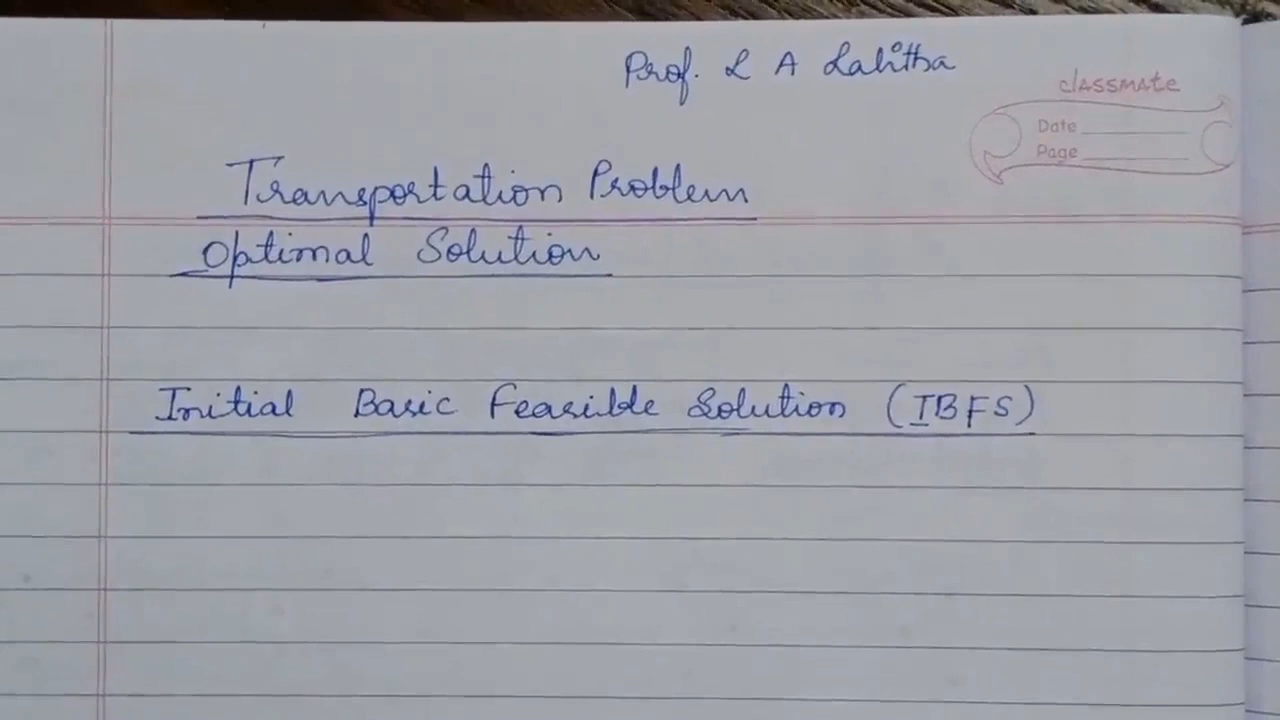 Prof. L A Lalitha
classmate
Date
Page
Transportation Problem
Optimal Solution
Initial Basic Feasible Solution (IBFS)